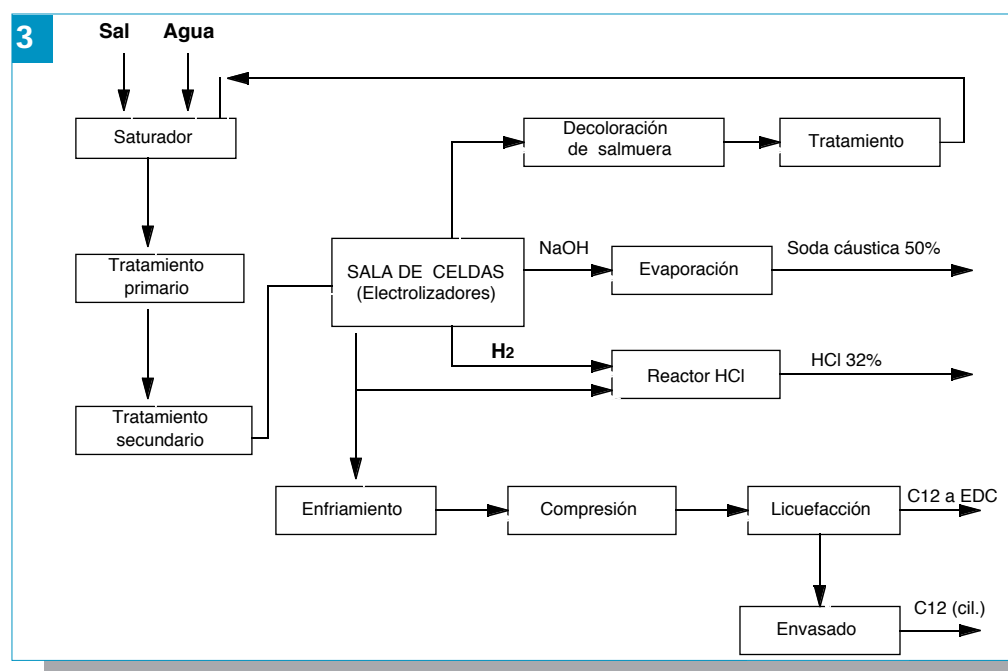 3
Sal
Agua
Saturador
Decoloración
de salmuera
Tratamiento
Tratamiento
primario
SALA DE CELDAS
(Electrolizadores)
NaOH
Evaporación
Soda cáustica 50%
H2
Reactor HCl
HCl 32%
Tratamiento
secundario
Enfriamiento
Compresión
Licuefacción
C12 a EDC
Envasado
C12 (cil.)